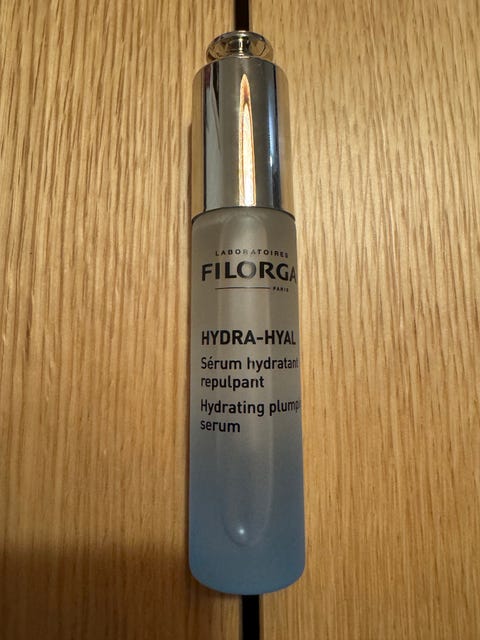 LABORATOIRES
FILORGA
PARIS
HYDRA-HYAL
Sérum hydratant
repulpant
Hydrating plump
serum